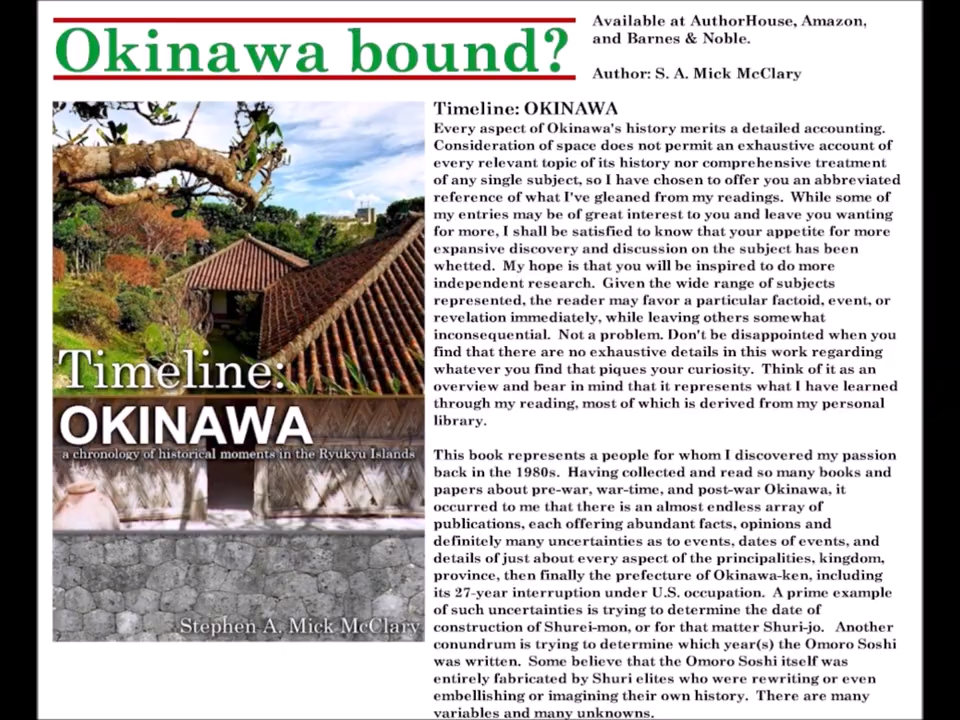 Okinawa bound?
Available at AuthorHouse, Amazon,
and Barnes & Noble.
Author: S. A. Mick McClary
Timeline:
OKINAWA
a chronology of historical moments in the Ryukyu Islands
Stephen A. Mick McClary
Timeline: OKINAWA
Every aspect of Okinawa's history merits a detailed accounting.
Consideration of space does not permit an exhaustive account of
every relevant topic of its history nor comprehensive treatment
of any single subject, so I have chosen to offer you an abbreviated
reference of what I've gleaned from my readings. While some of
my entries may be of great interest to you and leave you wanting
for more, I shall be satisfied to know that your appetite for more
expansive discovery and discussion on the subject has been
whetted. My hope is that you will be inspired to do more
independent research. Given the wide range of subjects
represented, the reader may favor a particular factoid, event, or
revelation immediately, while leaving others somewhat
inconsequential. Not a problem. Don't be disappointed when you
find that there are no exhaustive details in this work regarding
whatever you find that piques your curiosity. Think of it as an
overview and bear in mind that it represents what I have learned
through my reading, most of which is derived from my personal
library.
This book represents a people for whom I discovered my passion
back in the 1980s. Having collected and read so many books and
papers about pre-war, war-time, and post-war Okinawa, it
occurred to me that there is an almost endless array of
publications, each offering abundant facts, opinions and
definitely many uncertainties as to events, dates of events, and
details of just about every aspect of the principalities, kingdom,
province, then finally the prefecture of Okinawa-ken, including
its 27-year interruption under U.S. occupation. A prime example
of such uncertainties is trying to determine the date of
construction of Shurei-mon, or for that matter Shuri-jo. Another
conundrum is trying to determine which year(s) the Omoro Soshi
was written. Some believe that the Omoro Soshi itself was
entirely fabricated by Shuri elites who were rewriting or even
embellishing or imagining their own history. There are many
variables and many unknowns.